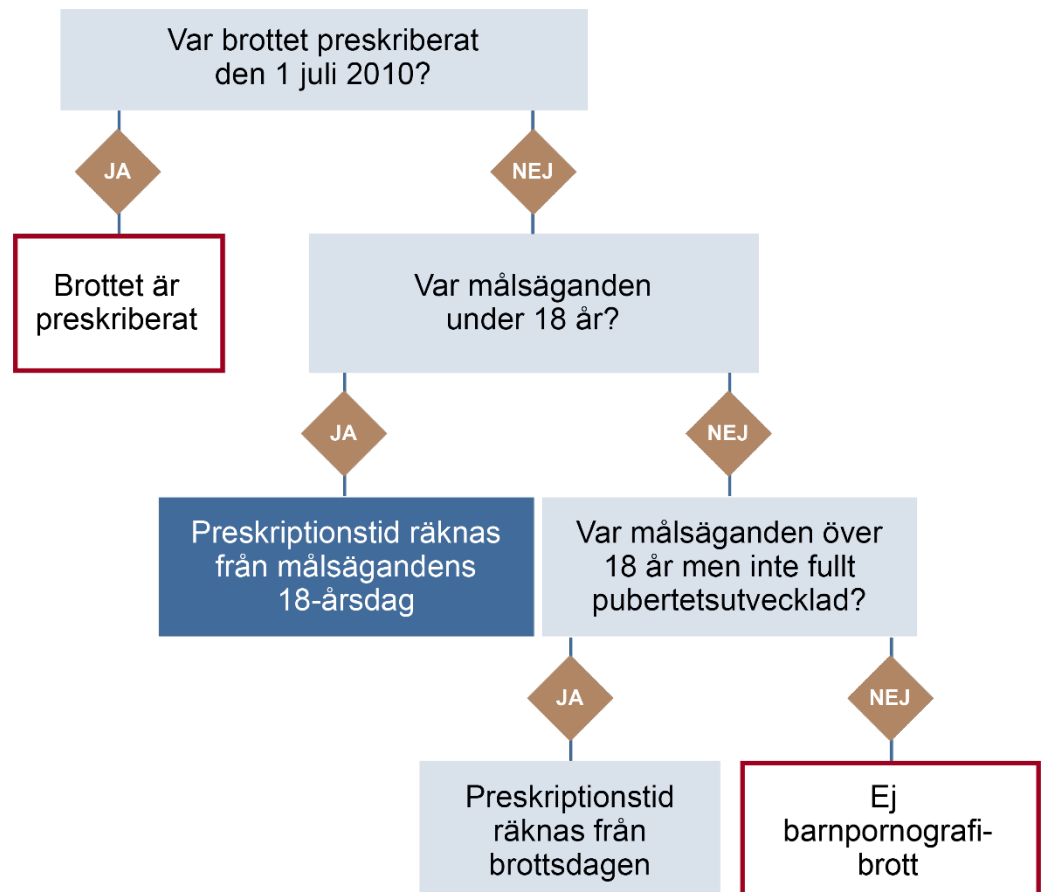 Var brottet preskriberat
den 1 juli 2010?
JA
NEJ
Brottet är
preskriberat
Var målsäganden
under 18 år?
JA
NEJ
Preskriptionstid räknas
från målsägandens
18-årsdag
Var målsäganden över
18 år men inte fullt
pubertetsutvecklad?
JA
NEJ
Preskriptionstid
räknas från
brottsdagen
Ej
barnpornografi-
brott